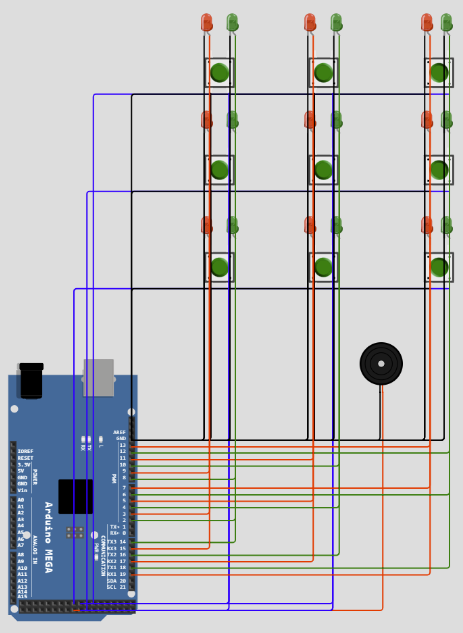 AREF
GND
13
12
11
10
9
8
7
6
5
4
3
2
PWM
TX→ 1
RX← 0
TX3 14
RX3 15
TX2 16
RX2 17
TX1 18
RX1 19
SDA 20
SCL 21
COMMUNICATION
L
TX
RX
IOREF
RESET
3.3V
5V
GND
GND
Vin
POWER
A0
A1
A2
A3
A4
A5
A6
A7
A8
A9
A10
A11
A12
A13
A14
A15
ANALOG IN
Arduino MEGA